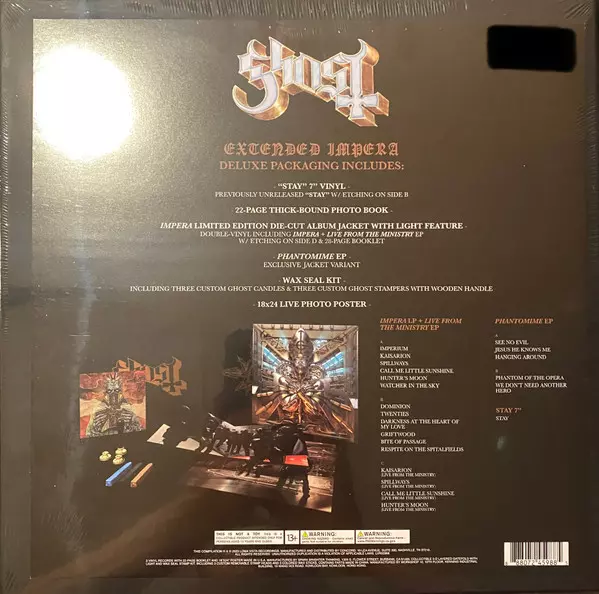 Ghost
EXTENDED IMPERA
DELUXE PACKAGING INCLUDES:
- "STAY" 7" VINYL -
PREVIOUSLY UNRELEASED "STAY" W/ ETCHING ON SIDE B
- 22-PAGE THICK-BOUND PHOTO BOOK -
- IMPERA LIMITED EDITION DIE-CUT ALBUM JACKET WITH LIGHT FEATURE -
DOUBLE-VINYL INCLUDING IMPERA + LIVE FROM THE MINISTRY EP
W/ ETCHING ON SIDE D & 28-PAGE BOOKLET
- PHANTOMIME EP
EXCLUSIVE JACKET VARIANT
- WAX SEAL KIT -
INCLUDING THREE CUSTOM GHOST CANDLES & THREE CUSTOM GHOST STAMPERS WITH WOODEN HANDLE
- 18x24 LIVE PHOTO POSTER -
IMPERA LP + LIVE FROM
THE MINISTRY EP
A
IMPERIUM
KAISARION
SPILLWAYS
CALL ME LITTLE SUNSHINE
HUNTER'S MOON
WATCHER IN THE SKY
B
DOMINION
TWENTIES
DARKNESS AT THE HEART OF
MY LOVE
GRIFTWOOD
BITE OF PASSAGE
RESPITE ON THE SPITALFIELDS
C
KAISARION
(LIVE FROM THE MINISTRY)
SPILLWAYS
(LIVE FROM THE MINISTRY)
CALL ME LITTLE SUNSHINE
(LIVE FROM THE MINISTRY)
HUNTER'S MOON
(LIVE FROM THE MINISTRY)
PHANTOMIME EP
A
SEE NO EVIL
JESUS HE KNOWS ME
HANGING AROUND
B
PHANTOM OF THE OPERA
WE DON'T NEED ANOTHER
HERO
STAY 7"
STAY
Ghost
THIS IS NOT A TOY
13+
WARNING:
WARNING: